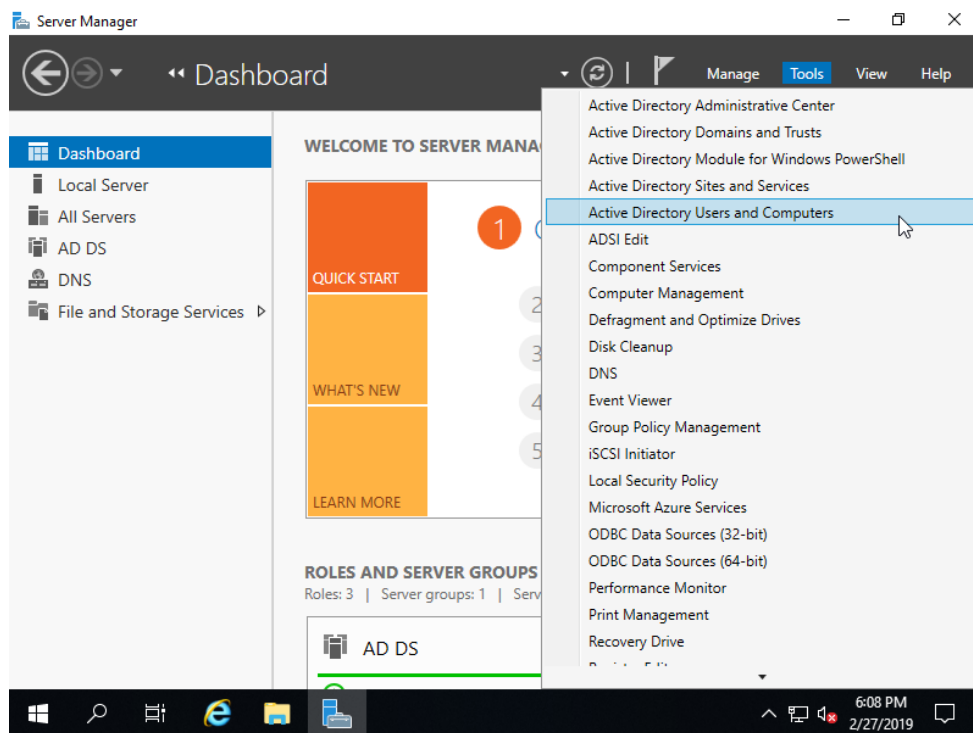 Server Manager
Dashboard
Manage Tools View Help
Dashboard
Local Server
All Servers
AD DS
DNS
File and Storage Services
WELCOME TO SERVER MANA
QUICK START
WHAT'S NEW
LEARN MORE
1
2
3
4
5
ROLES AND SERVER GROUPS
Roles: 3 | Server groups: 1 | Serv
AD DS
Active Directory Administrative Center
Active Directory Domains and Trusts
Active Directory Module for Windows PowerShell
Active Directory Sites and Services
Active Directory Users and Computers
ADSI Edit
Component Services
Computer Management
Defragment and Optimize Drives
Disk Cleanup
DNS
Event Viewer
Group Policy Management
iSCSI Initiator
Local Security Policy
Microsoft Azure Services
ODBC Data Sources (32-bit)
ODBC Data Sources (64-bit)
Performance Monitor
Print Management
Recovery Drive
6:08 PM
2/27/2019